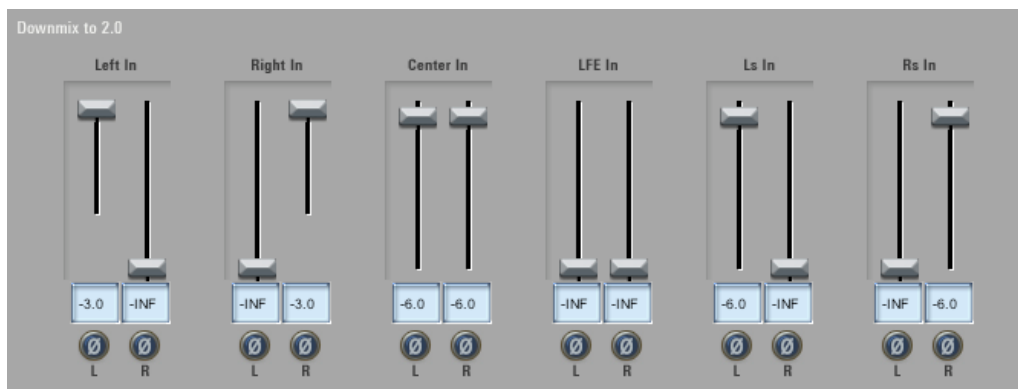 Downmix to 2.0
Left In Right In Center In LFE In Ls In Rs In
-3.0 -INF -INF -3.0 -6.0 -6.0 -INF -INF -6.0 -INF -INF -6.0
Ø Ø Ø Ø Ø Ø Ø Ø Ø Ø Ø Ø
L R L R L R L R L R L R